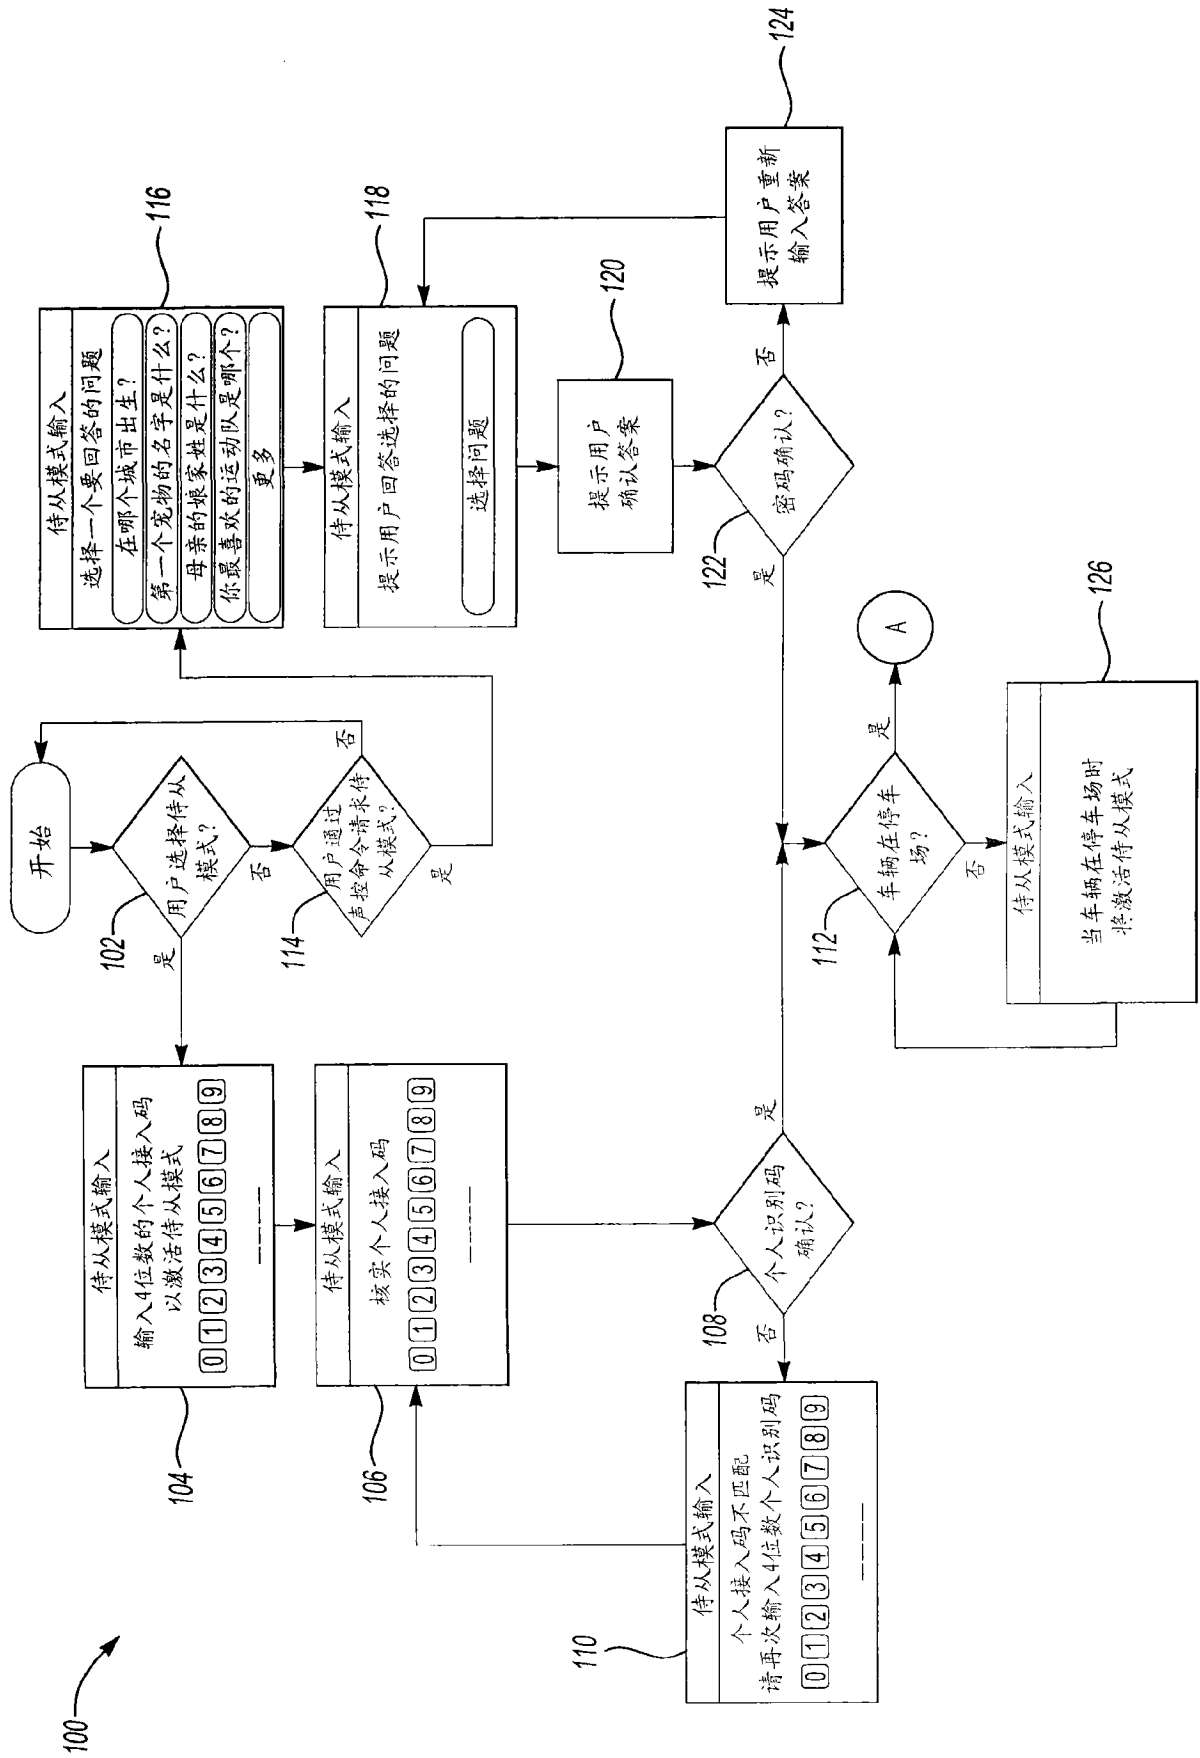 100
开始
用户选择侍从
模式?
102
是
否
用户通过
声控命令请求侍
从模式?
114
否
是
侍从模式输入
输入4位数的个人接入码
以激活侍从模式
0 1 2 3 4 5 6 7 8 9
____
104
侍从模式输入
核实个人接入码
0 1 2 3 4 5 6 7 8 9
____
106
个人识别码
确认?
108
是
否
侍从模式输入
个人接入码不匹配
请再次输入4位数个人识别码
0 1 2 3 4 5 6 7 8 9
____
110
侍从模式输入
选择一个要回答的问题
在哪个城市出生?
第一个宠物的名字是什么?
母亲的娘家姓是什么?
你最喜欢的运动队是哪个?
更多
116
侍从模式输入
提示用户回答选择的问题
选择问题
118
提示用户
确认答案
120
密码确认?
122
是
否
提示用户重新
输入答案
124
车辆在停车
场?
112
是
否
A
侍从模式输入
当车辆在停车场时
将激活侍从模式
126